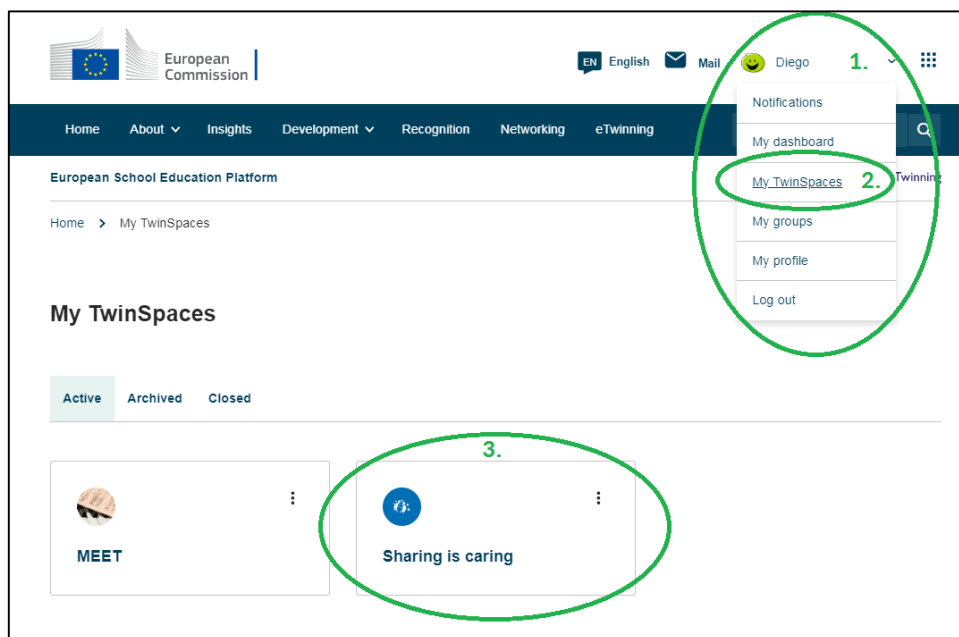 European
Commission
EN English Mail Diego 1.
Notifications
Home About Insights Development Recognition Networking eTwinning
My dashboard
European School Education Platform
My TwinSpaces 2. Twinning
Home > My TwinSpaces
My groups
My profile
Log out
My TwinSpaces
Active Archived Closed
3.
MEET
Sharing is caring